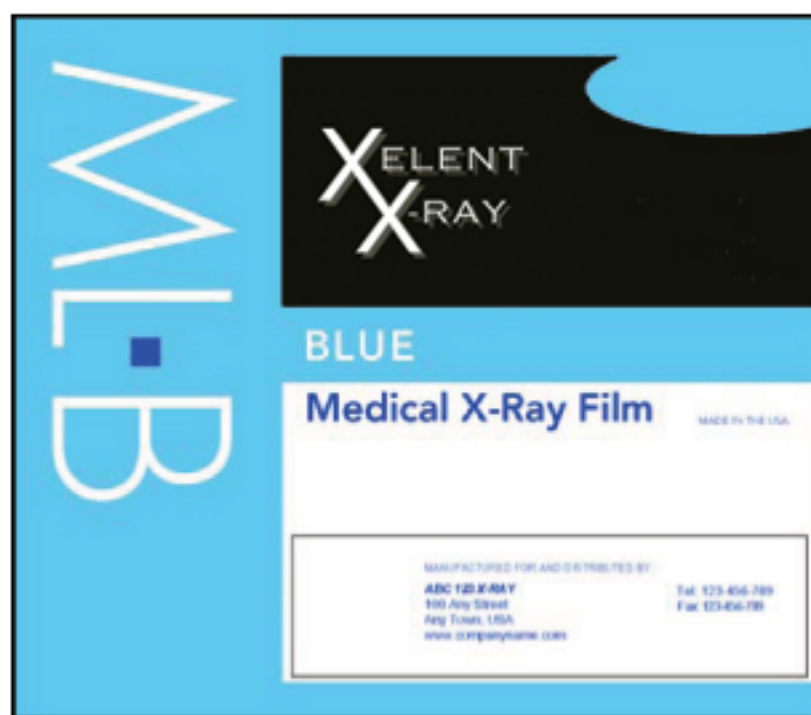 ML·B
XELENT
X-RAY
BLUE
Medical X-Ray Film
MADE IN THE USA
MANUFACTURED FOR AND DISTRIBUTED BY
ABC 123 X-RAY
100 Any Street
Any Town, USA
www.companyname.com
Tel: 123-456-789
Fax: 123-456-789